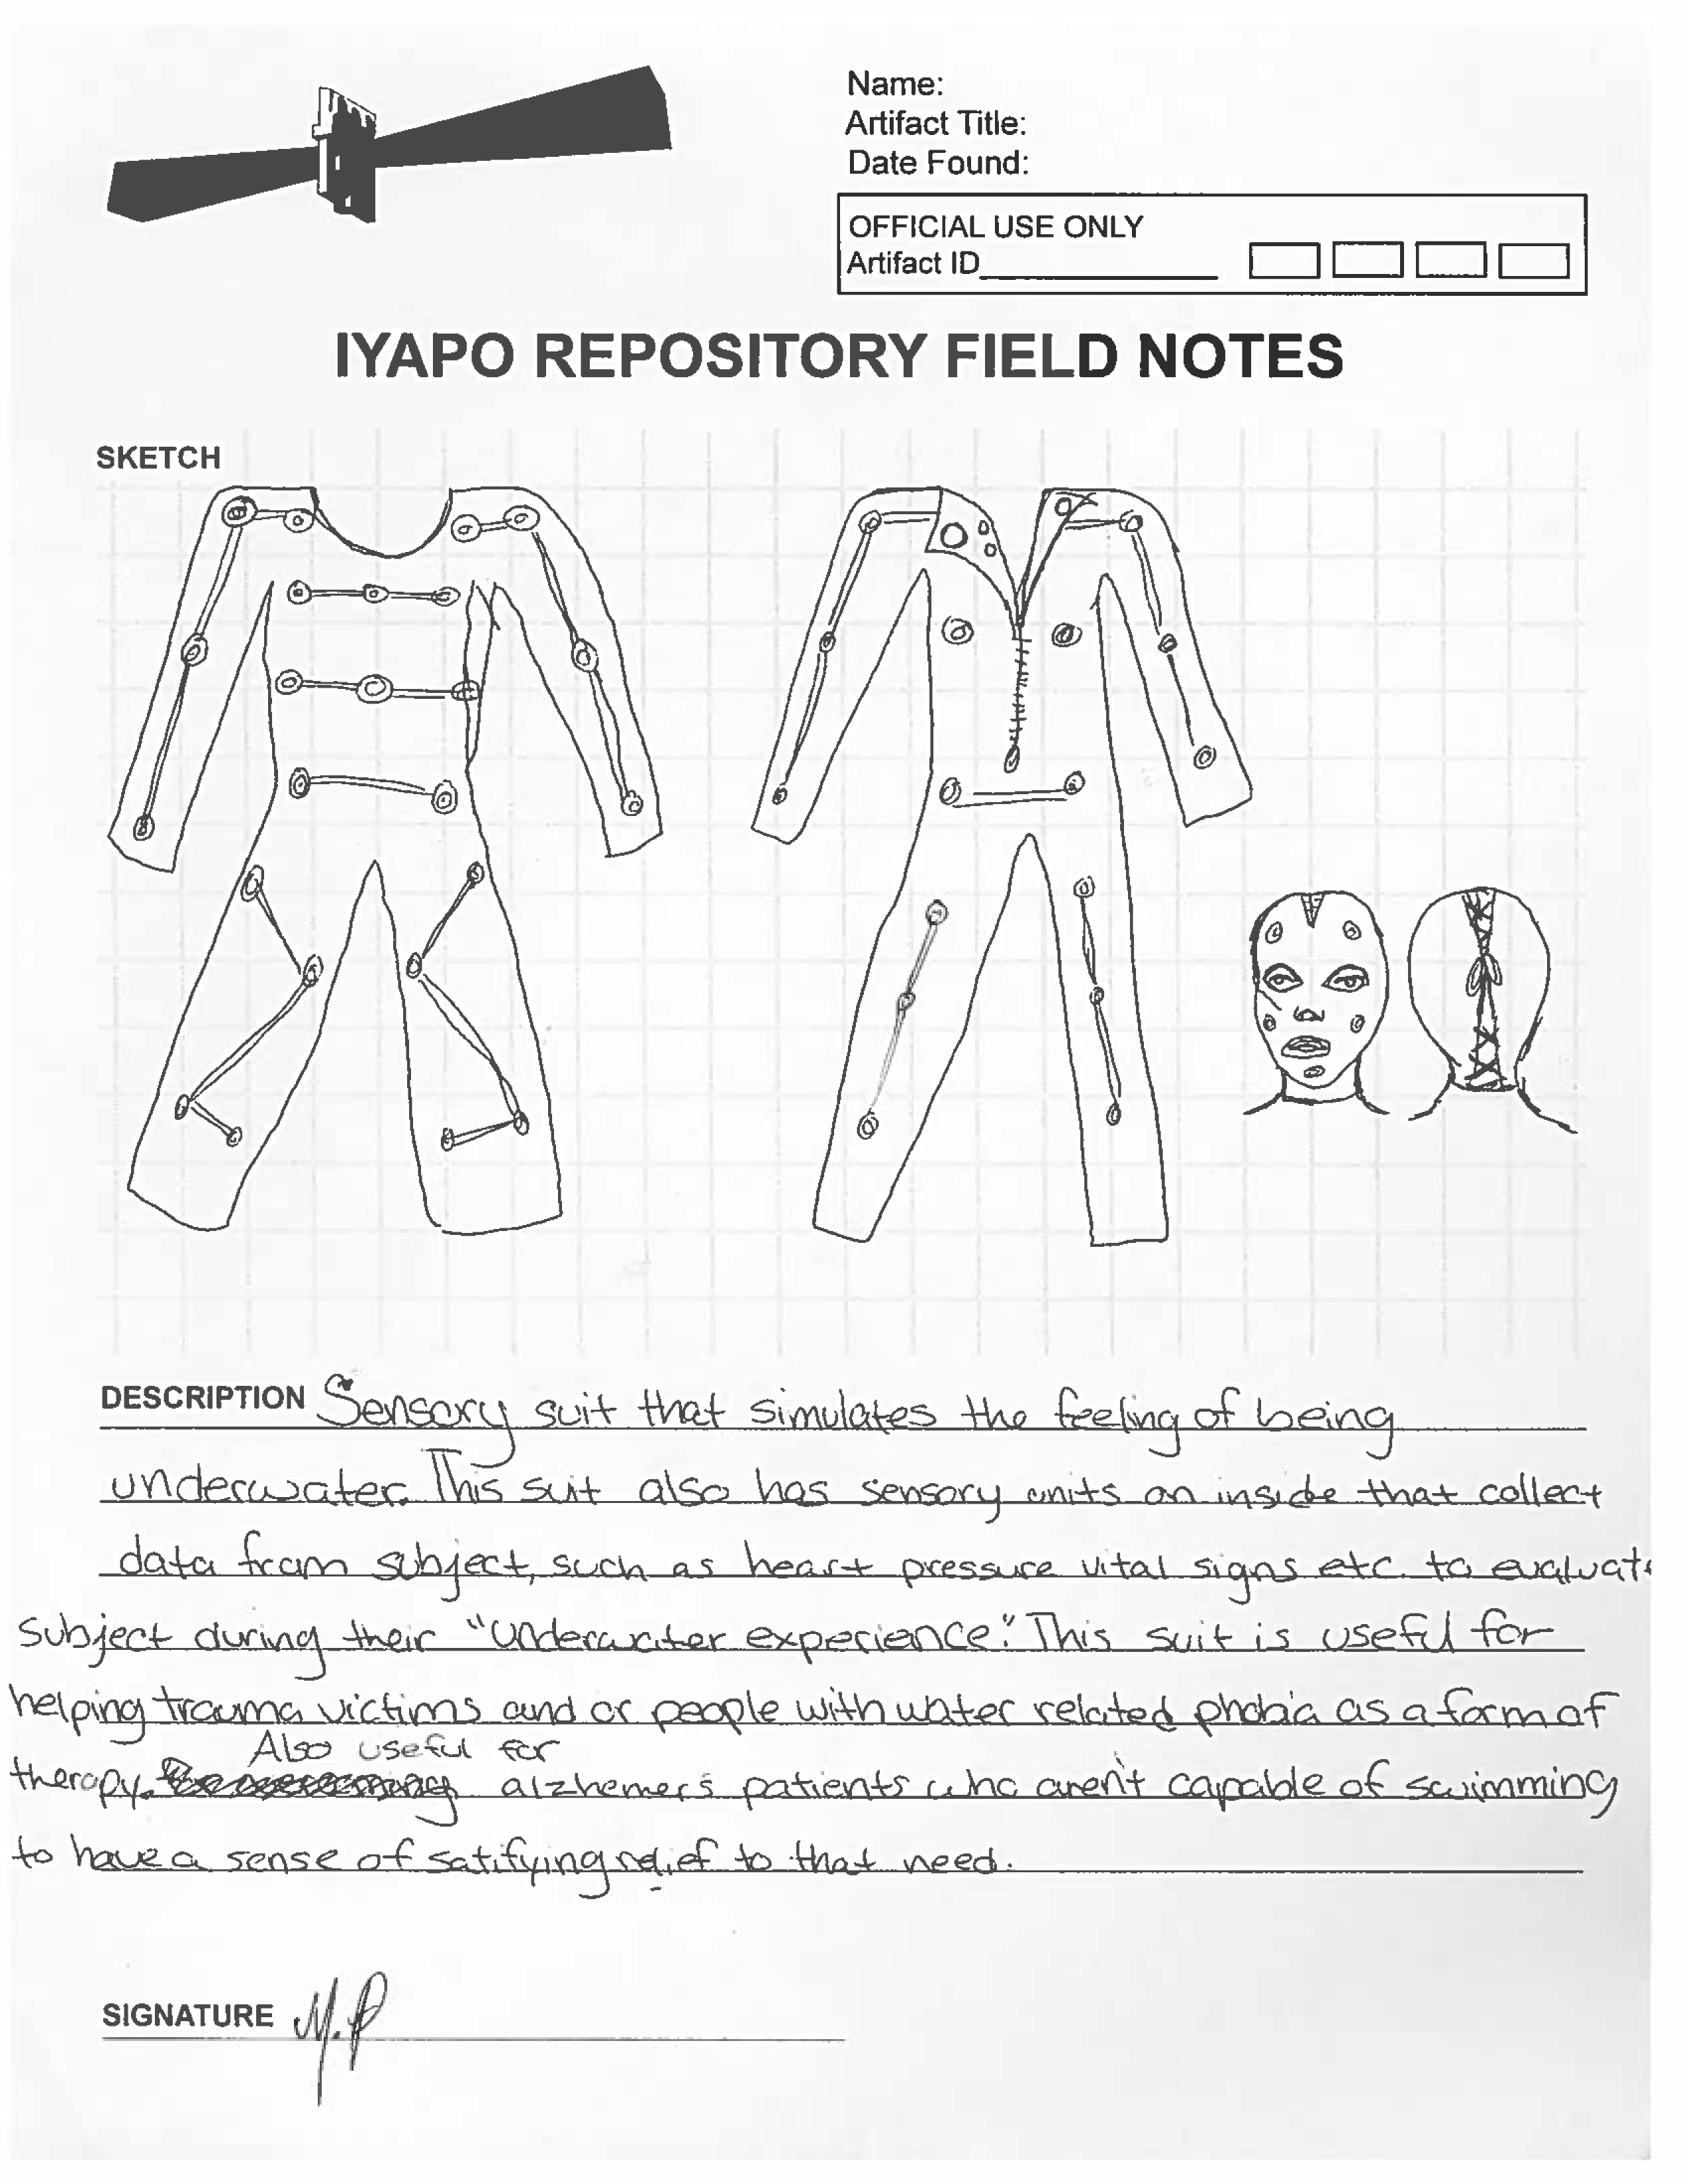 Name:
Artifact Title:
Date Found:
OFFICIAL USE ONLY
Artifact ID
IYAPO REPOSITORY FIELD NOTES
SKETCH
DESCRIPTION Sensory suit that simulates the feeling of being
underwater. This suit also has sensory units on inside that collect
data from subject, such as heart pressure vital signs etc. to evaluate
subject during their "underwater experience." This suit is useful for
helping trauma victims and or people with water related phobia as a form of
Also useful for
therapy. alzhemer's patients who aren't capable of swimming
to have a sense of satifying relief to that need.
SIGNATURE M.P